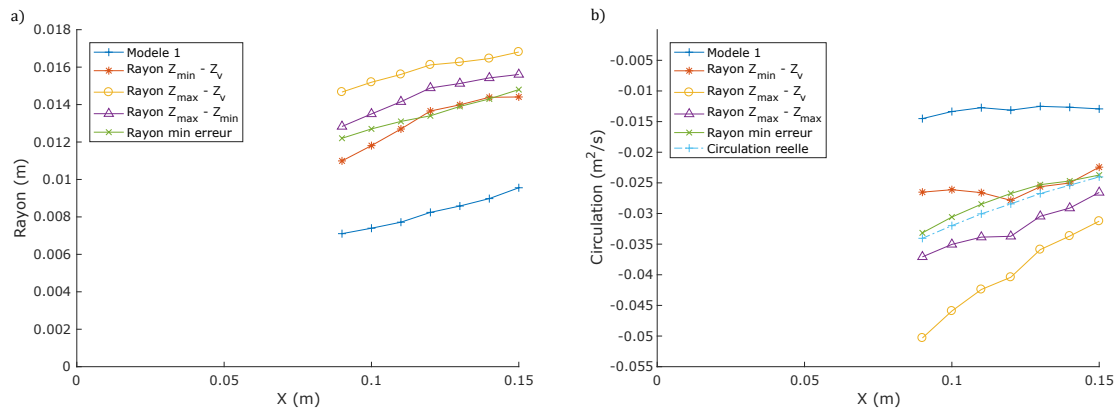 a)
0.018
0.016
0.014
0.012
0.01
0.008
0.006
0.004
0.002
0
Rayon (m)
Modele 1
Rayon Z_min - Z_v
Rayon Z_max - Z_v
Rayon Z_max - Z_min
Rayon min erreur
0
0.05
0.1
0.15
X (m)
b)
-0.005
-0.01
-0.015
-0.02
-0.025
-0.03
-0.035
-0.04
-0.045
-0.05
-0.055
Circulation (m²/s)
Modele 1
Rayon Z_min - Z_v
Rayon Z_max - Z_v
Rayon Z_max - Z_max
Rayon min erreur
Circulation reelle
0
0.05
0.1
0.15
X (m)